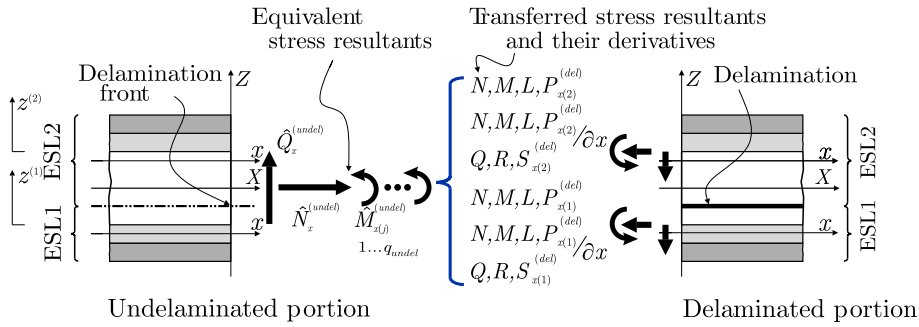 Equivalent
stress resultants
Transferred stress resultants
and their derivatives
Delamination
front
Delamination
Z
Z
z⁽²⁾
z⁽¹⁾
ESL2
ESL1
x
X
x
Q̂ₓ^(undel)
N̂ₓ^(undel)
M̂_x(j)^(undel)
1...q_undel
N,M,L,P_x(2)^(del)
N,M,L,P_x(2)^(del)/∂x
Q,R,S_x(2)^(del)
N,M,L,P_x(1)^(del)
N,M,L,P_x(1)^(del)/∂x
Q,R,S_x(1)^(del)
x
X
x
ESL2
ESL1
Undelaminated portion
Delaminated portion